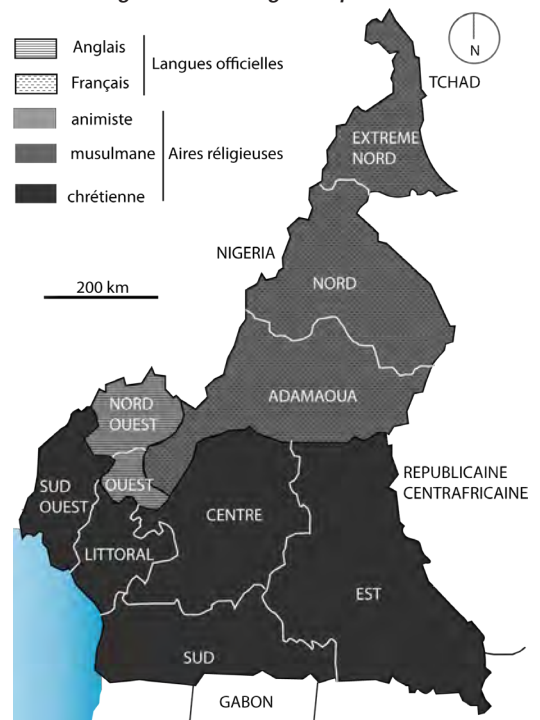 Anglais
Français
Langues officielles
animiste
musulmane
chrétienne
Aires réligieuses
N
TCHAD
EXTREME
NORD
NIGERIA
200 km
NORD
ADAMAOUA
NORD
OUEST
OUEST
SUD
OUEST
REPUBLICAINE
CENTRAFRICAINE
CENTRE
LITTORAL
EST
SUD
GABON